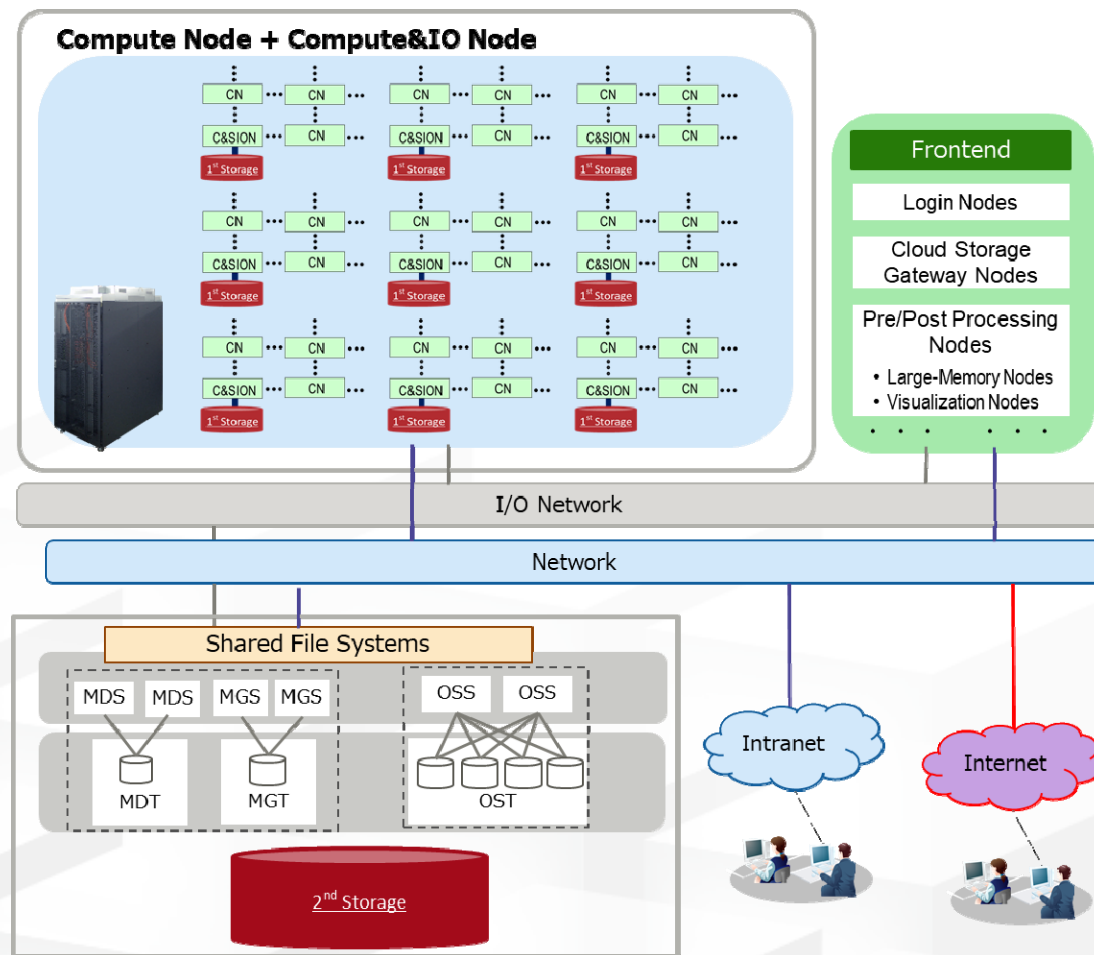 Compute Node + Compute&IO Node
CN CN CN CN CN CN
C&SION CN C&SION CN C&SION CN
1st Storage 1st Storage 1st Storage
CN CN CN CN CN CN
C&SION CN C&SION CN C&SION CN
1st Storage 1st Storage 1st Storage
CN CN CN CN CN CN
C&SION CN C&SION CN C&SION CN
1st Storage 1st Storage 1st Storage
Frontend
Login Nodes
Cloud Storage
Gateway Nodes
Pre/Post Processing
Nodes
• Large-Memory Nodes
• Visualization Nodes
I/O Network
Network
Shared File Systems
MDS MDS MGS MGS OSS OSS
MDT MGT OST
2nd Storage
Intranet
Internet